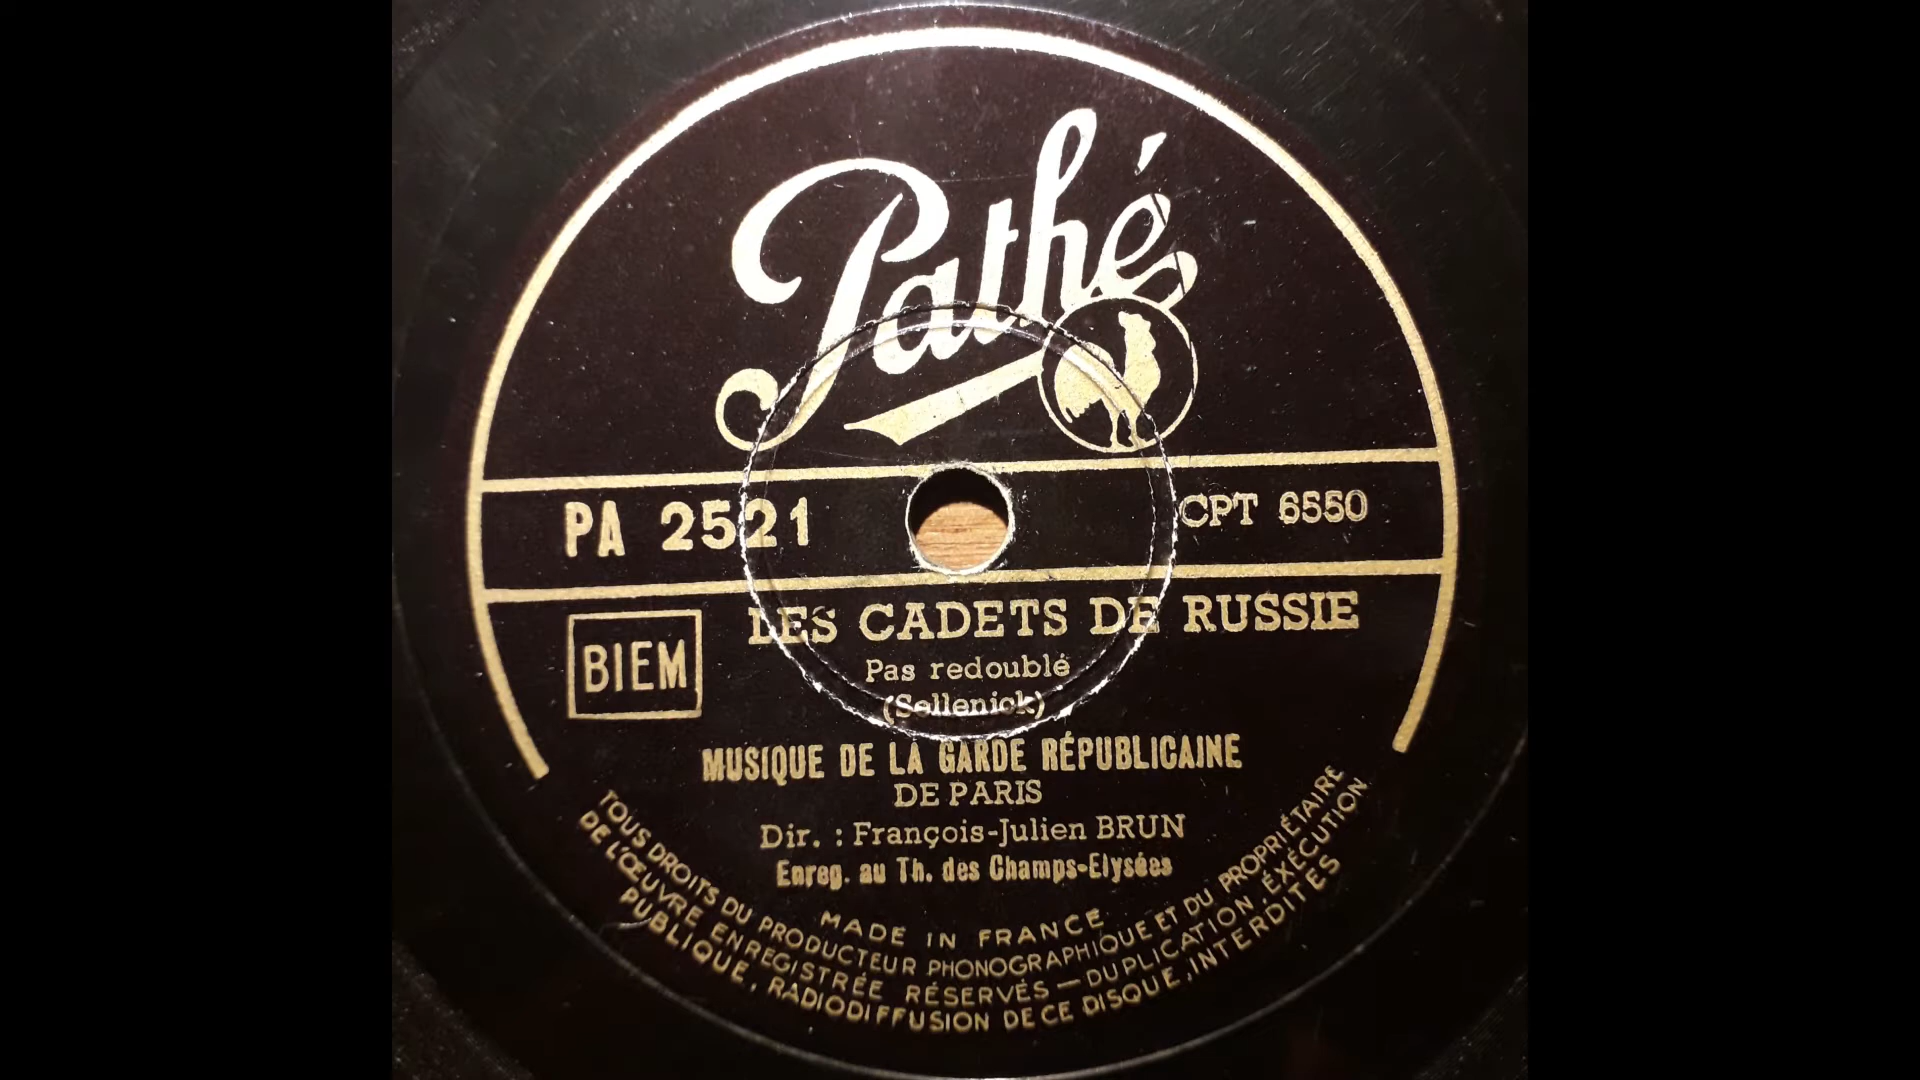 Pathé
PA 2521
CPT 6550
BIEM
LES CADETS DE RUSSIE
Pas redoublé
(Sellenick)
MUSIQUE DE LA GARDE RÉPUBLICAINE
DE PARIS
Dir. : François-Julien BRUN
Enreg. au Th. des Champs-Elysées
MADE IN FRANCE
TOUS DROITS DU PRODUCTEUR PHONOGRAPHIQUE ET DU PROPRIÉTAIRE
DE L'ŒUVRE ENREGISTRÉE RÉSERVÉS — DUPLICATION, EXÉCUTION
PUBLIQUE, RADIODIFFUSION DE CE DISQUE, INTERDITES